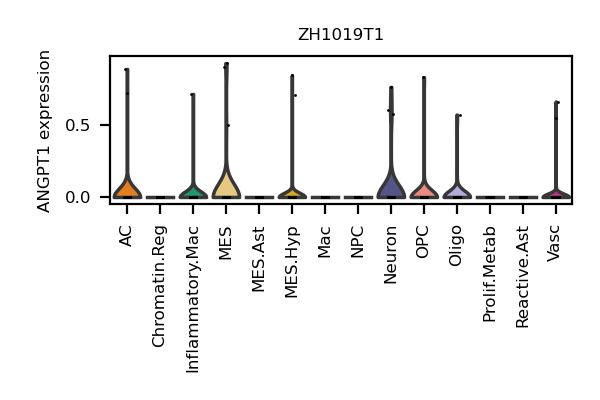 ZH1019T1
ANGPT1 expression
0.5
0.0
AC
Chromatin.Reg
Inflammatory.Mac
MES
MES.Ast
MES.Hyp
Mac
NPC
Neuron
OPC
Oligo
Prolif.Metab
Reactive.Ast
Vasc